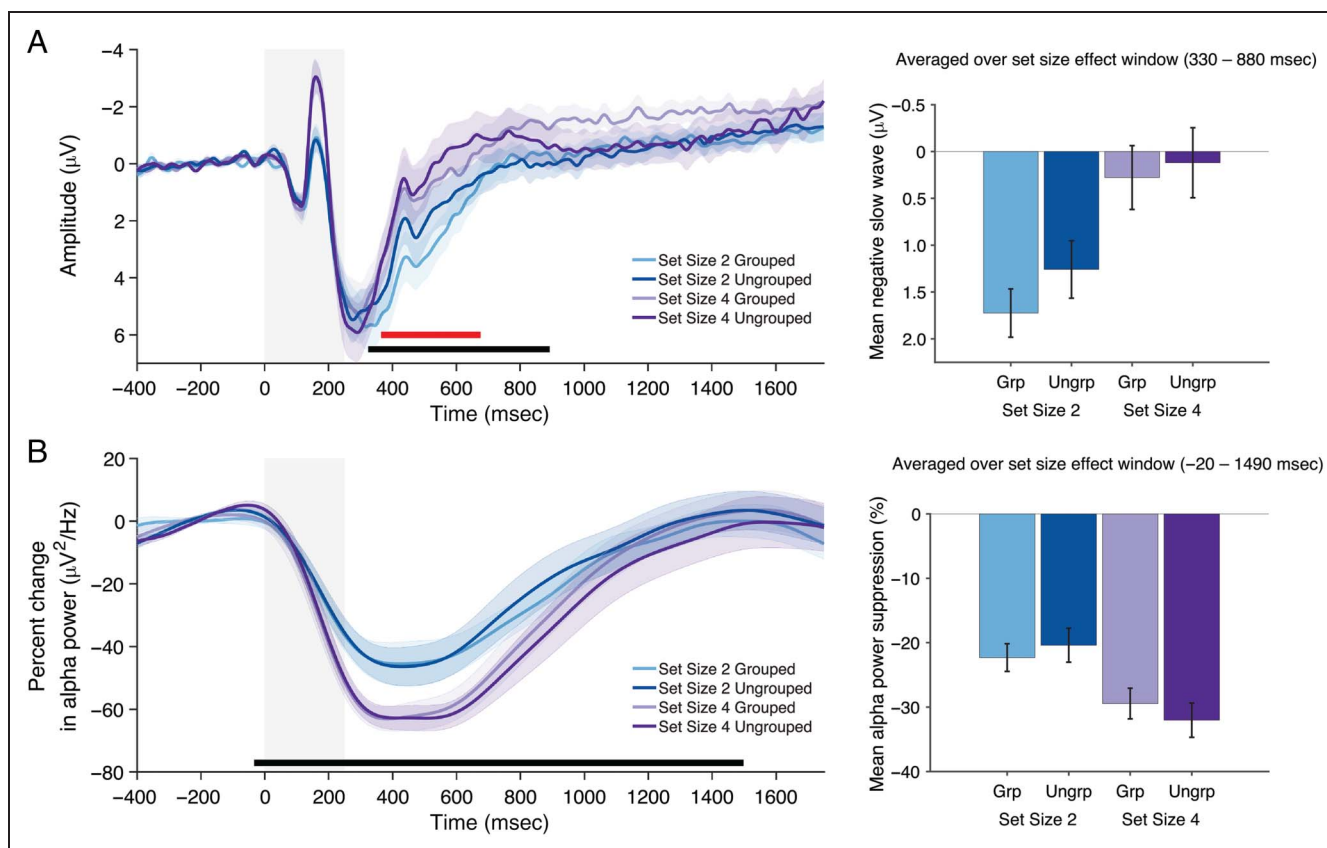 A
Amplitude (μV)
−4
−2
0
2
4
6
Set Size 2 Grouped
Set Size 2 Ungrouped
Set Size 4 Grouped
Set Size 4 Ungrouped
−400 −200 0 200 400 600 800 1000 1200 1400 1600
Time (msec)
Averaged over set size effect window (330 – 880 msec)
Mean negative slow wave (μV)
−0.5
0
0.5
1.0
1.5
2.0
Grp Ungrp Grp Ungrp
Set Size 2 Set Size 4
B
Percent change
in alpha power (μV²/Hz)
20
0
−20
−40
−60
−80
Set Size 2 Grouped
Set Size 2 Ungrouped
Set Size 4 Grouped
Set Size 4 Ungrouped
−400 −200 0 200 400 600 800 1000 1200 1400 1600
Time (msec)
Averaged over set size effect window (−20 – 1490 msec)
Mean alpha power suppression (%)
0
−10
−20
−30
−40
Grp Ungrp Grp Ungrp
Set Size 2 Set Size 4